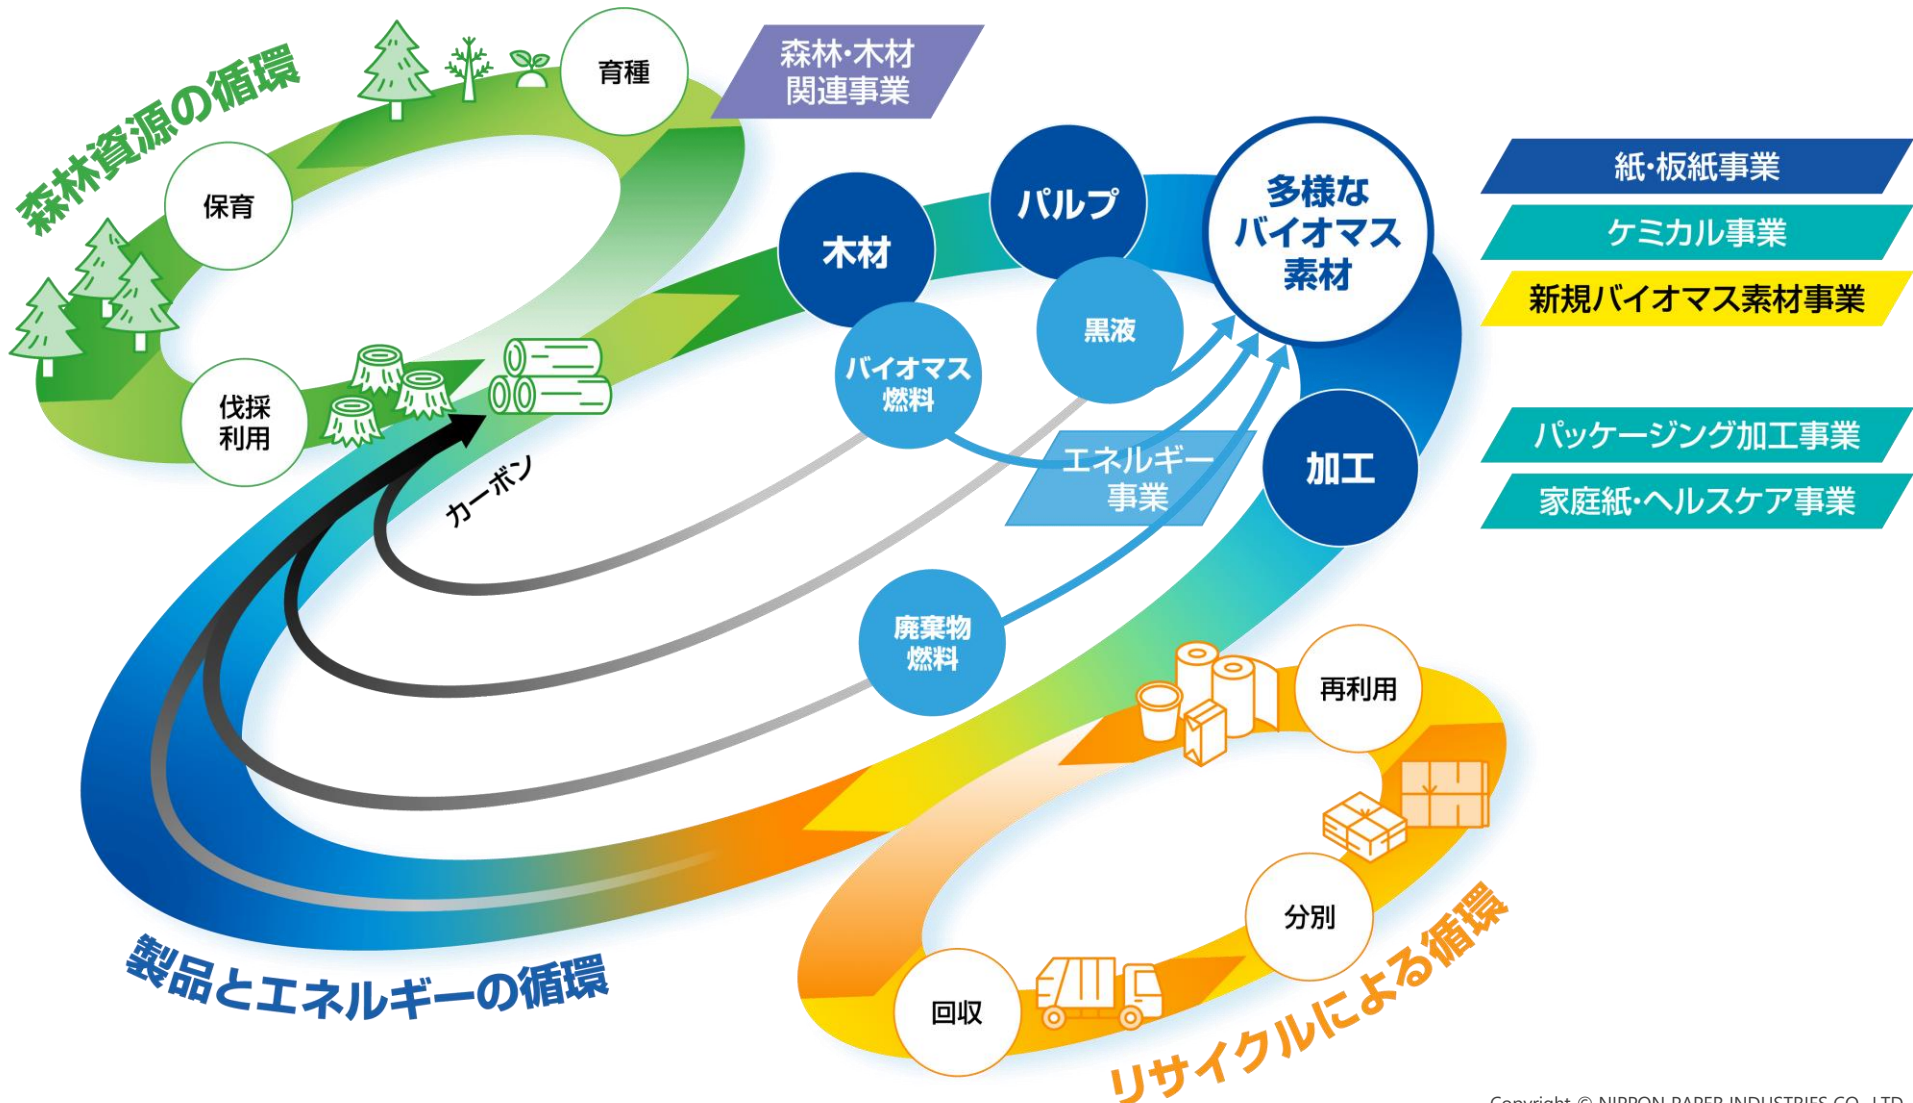 森林資源の循環
育種
保育
伐採
利用
森林・木材
関連事業
木材
パルプ
多様な
バイオマス
素材
バイオマス
燃料
黒液
エネルギー
事業
加工
廃棄物
燃料
カーボン
紙・板紙事業
ケミカル事業
新規バイオマス素材事業
パッケージング加工事業
家庭紙・ヘルスケア事業
再利用
分別
回収
製品とエネルギーの循環
リサイクルによる循環
Copyright © NIPPON PAPER INDUSTRIES CO., LTD.